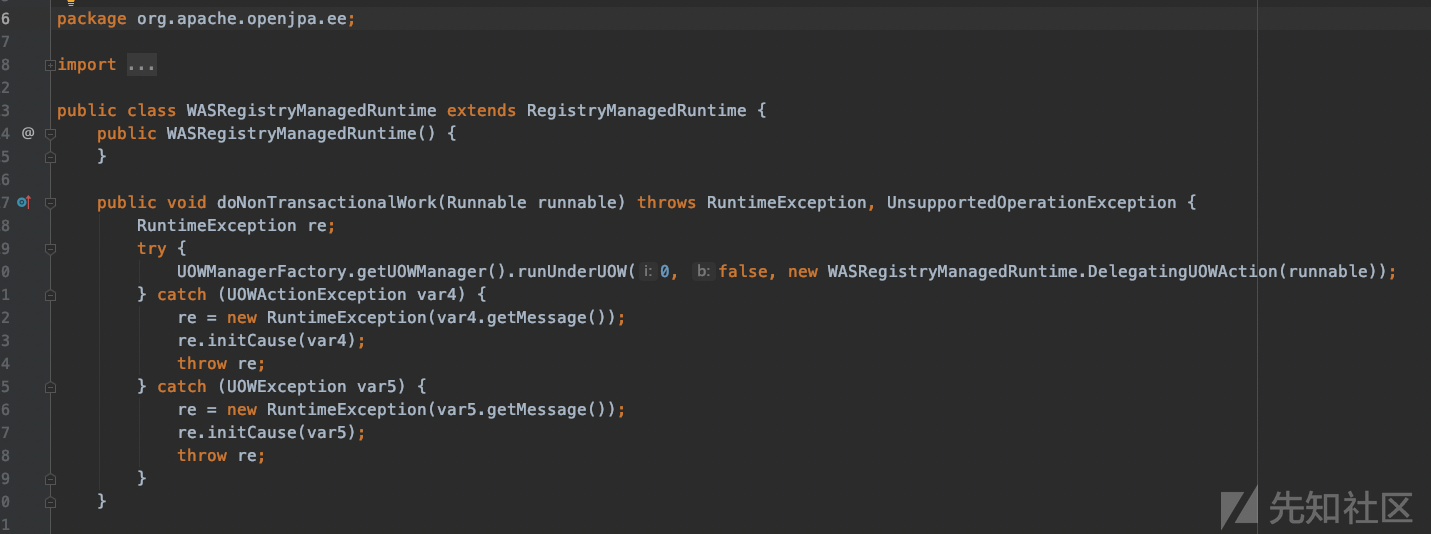 6 package org.apache.openjpa.ee;
7
8 import ...
2
3 public class WASRegistryManagedRuntime extends RegistryManagedRuntime {
4 @ public WASRegistryManagedRuntime() {
5 }
6
7 public void doNonTransactionalWork(Runnable runnable) throws RuntimeException, UnsupportedOperationException {
8 RuntimeException re;
9 try {
0 UOWManagerFactory.getUOWManager().runUnderUOW( i: 0, b: false, new WASRegistryManagedRuntime.DelegatingUOWAction(runnable));
1 } catch (UOWActionException var4) {
2 re = new RuntimeException(var4.getMessage());
3 re.initCause(var4);
4 throw re;
5 } catch (UOWException var5) {
6 re = new RuntimeException(var5.getMessage());
7 re.initCause(var5);
8 throw re;
9 }
0 }
1
先知社区